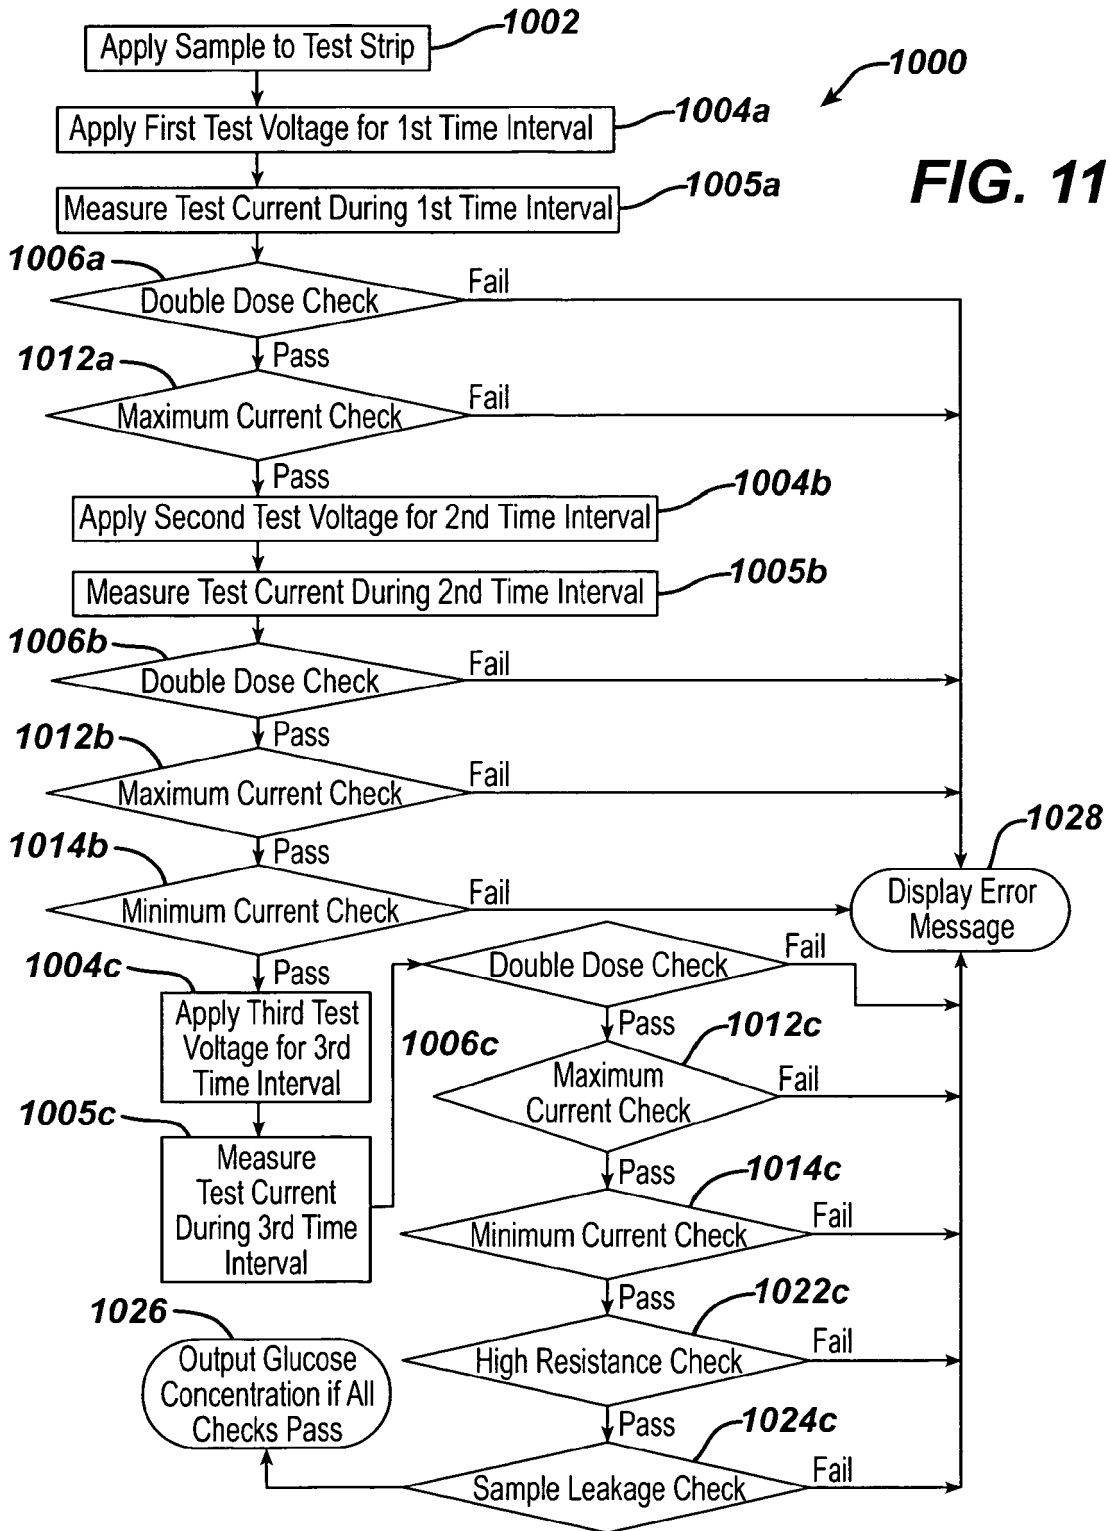 1002
Apply Sample to Test Strip
1000
1004a
Apply First Test Voltage for 1st Time Interval
FIG. 11
1005a
Measure Test Current During 1st Time Interval
1006a
Double Dose Check
Fail
Pass
1012a
Maximum Current Check
Fail
Pass
1004b
Apply Second Test Voltage for 2nd Time Interval
1005b
Measure Test Current During 2nd Time Interval
1006b
Double Dose Check
Fail
Pass
1012b
Maximum Current Check
Fail
Pass
1014b
Minimum Current Check
Fail
1028
Display Error
Message
Pass
1004c
Apply Third Test
Voltage for 3rd
Time Interval
1005c
Measure
Test Current
During 3rd Time
Interval
Double Dose Check
Fail
1006c
Pass
1012c
Maximum
Current Check
Fail
Pass
1014c
Minimum Current Check
Fail
Pass
1022c
High Resistance Check
Fail
Pass
1024c
Sample Leakage Check
Fail
1026
Output Glucose
Concentration if All
Checks Pass